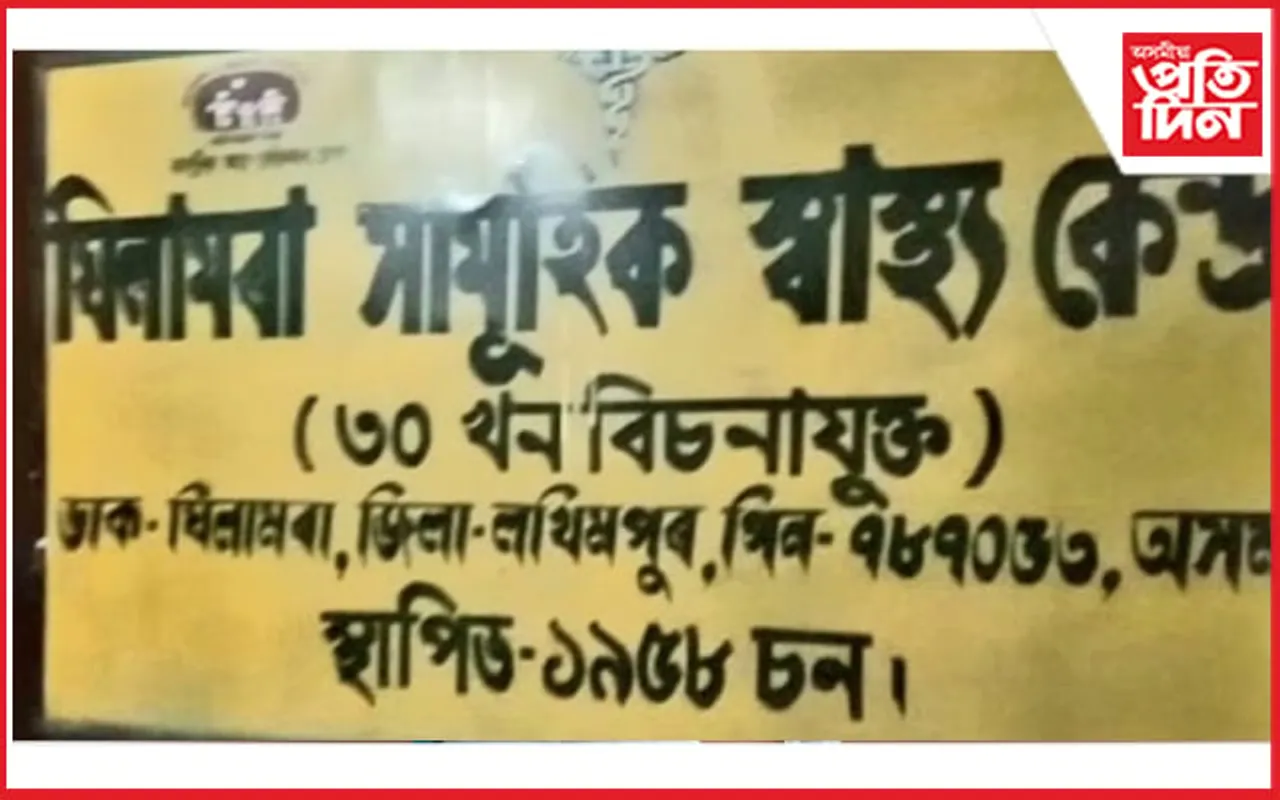 অসমীয়া
প্ৰতি
দিন
ঘিলামৰা সামূহিক স্বাস্থ্য কেন্দ্ৰ
(৩০ খন বিচনাযুক্ত)
ডাক-ঘিলামৰা, জিলা-লখিমপুৰ, পিন-৭৮৭০৫৩, অসম
স্থাপিত-১৯৫৮ চন।